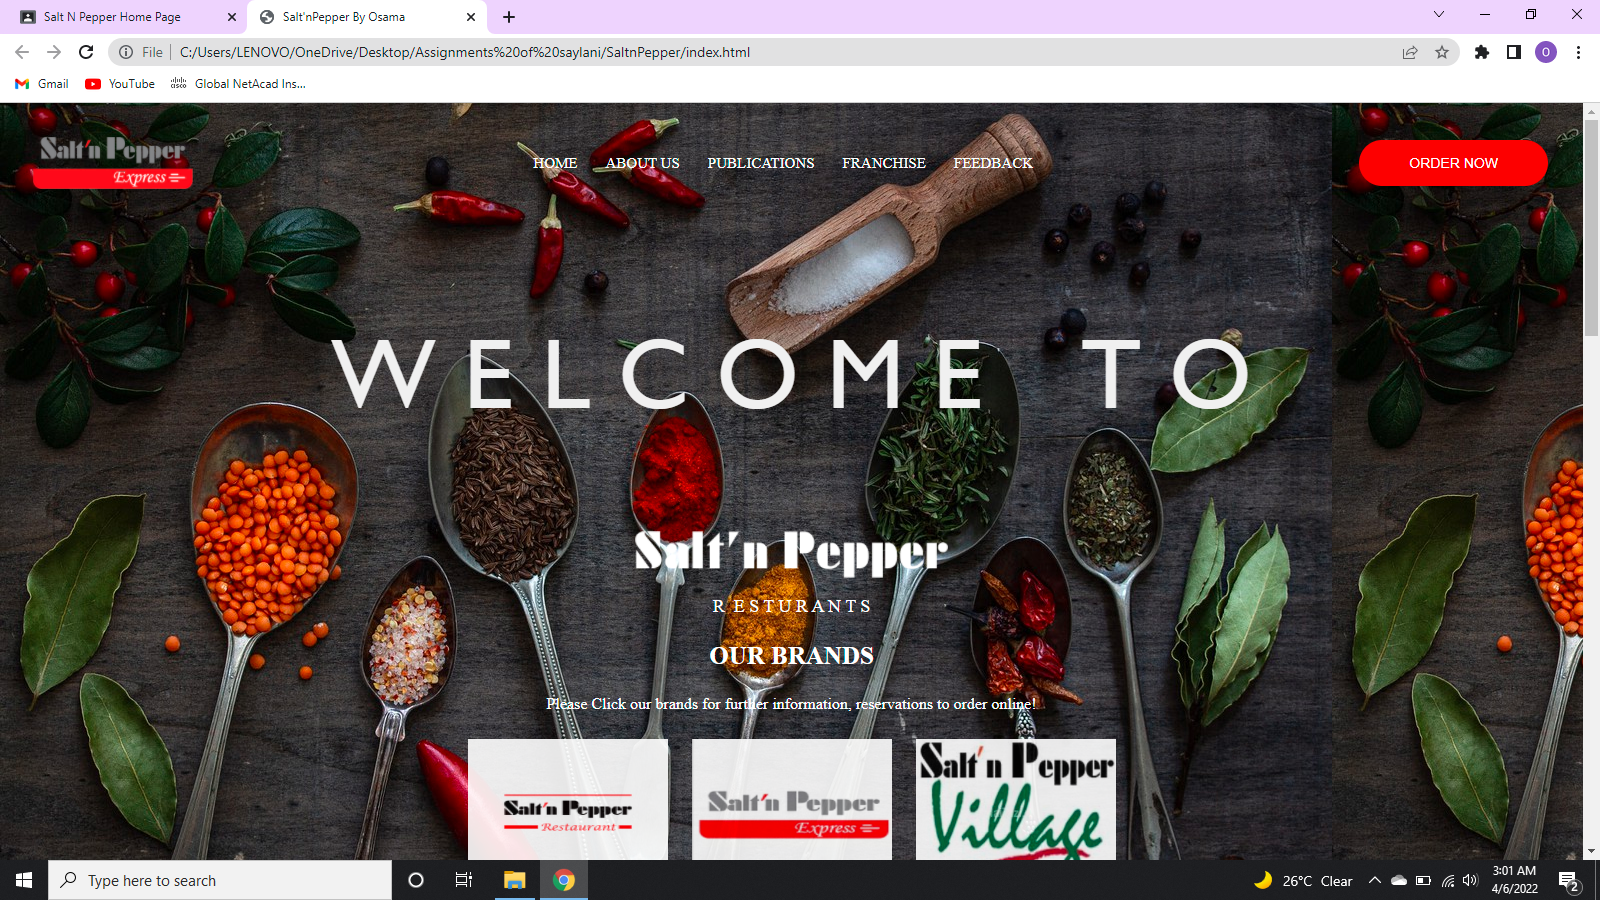 Salt N Pepper Home Page
Salt'nPepper By Osama
File
C:/Users/LENOVO/OneDrive/Desktop/Assignments%20of%20saylani/SaltnPepper/index.html
O
Gmail
YouTube
cisco
Global NetAcad Ins...
Salt'n Pepper
Express
HOME
ABOUT US
PUBLICATIONS
FRANCHISE
FEEDBACK
ORDER NOW
WELCOME TO
Salt'n Pepper
R ESTURANTS
OUR BRANDS
Please Click our brands for further information, reservations to order online!
Salt'n Pepper
Restaurant
Salt'n Pepper
Express
Salt'n Pepper
Village
Type here to search
26°C Clear
3:01 AM
4/6/2022
2